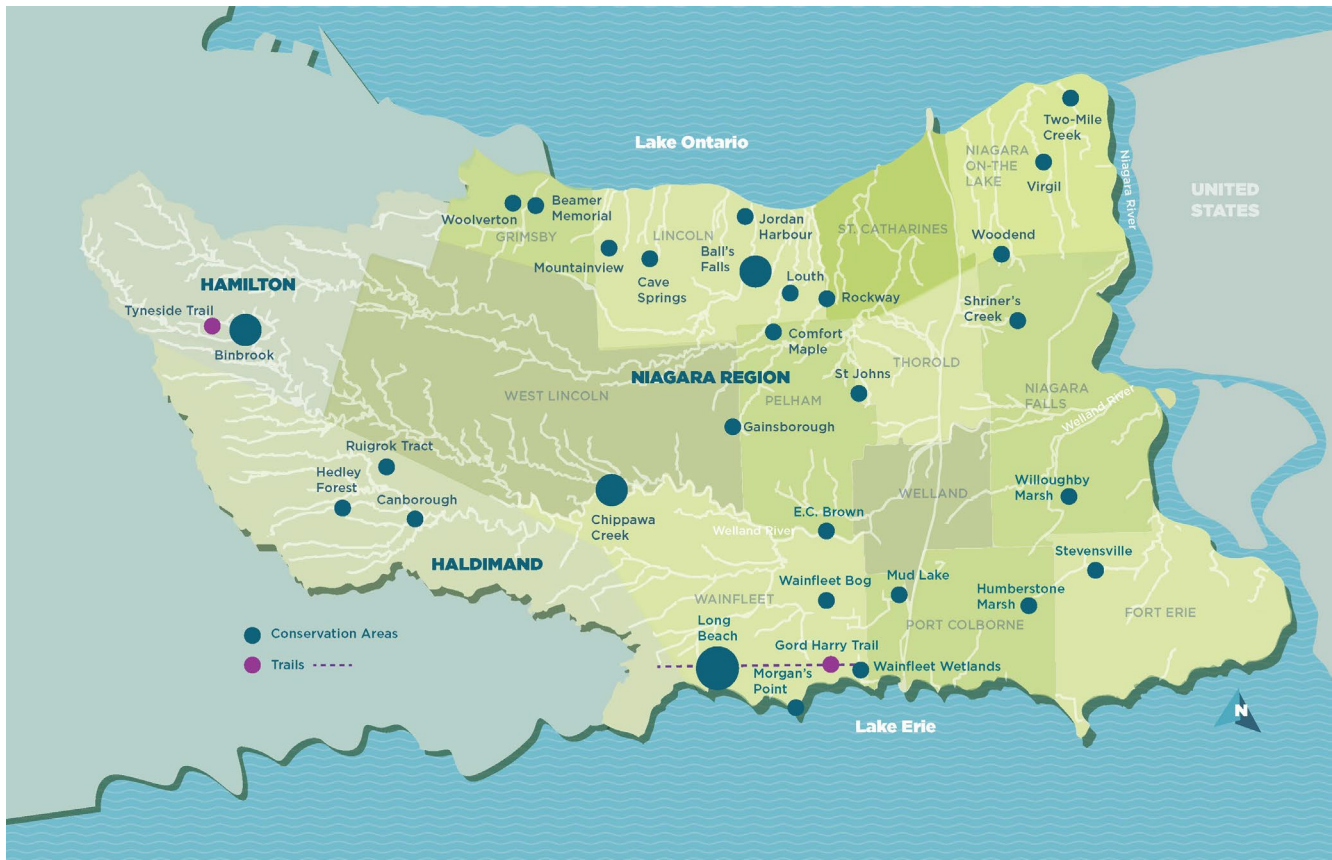 Lake Ontario
Two-Mile
Creek
NIAGARA
ON-THE
LAKE
Virgil
Niagara River
UNITED
STATES
Woolverton
Beamer
Memorial
GRIMSBY
Mountainview
LINCOLN
Cave
Springs
Jordan
Harbour
Ball's
Falls
Louth
Rockway
ST. CATHARINES
Woodend
Shriner's
Creek
HAMILTON
Tyneside Trail
Binbrook
Comfort
Maple
THOROLD
NIAGARA REGION
WEST LINCOLN
PELHAM
St Johns
NIAGARA
FALLS
Welland River
Gainsborough
Ruigrok Tract
Hedley
Forest
Canborough
Chippawa
Creek
WELLAND
Willoughby
Marsh
E.C. Brown
Welland River
HALDIMAND
Stevensville
Wainfleet Bog
Mud Lake
Humberstone
Marsh
WAINFLEET
FORT ERIE
PORT COLBORNE
Long
Beach
Gord Harry Trail
Wainfleet Wetlands
Morgan's
Point
Conservation Areas
Trails
Lake Erie
N